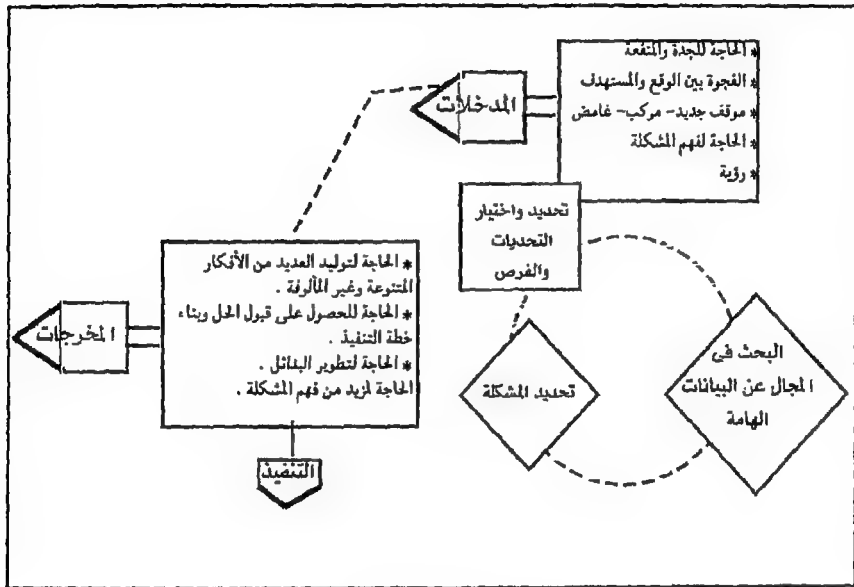 * الحاجة للجدة والمنفعة
* الفجوة بين الوقع والمستهدف
* موقف جديد - مركب - غامض
* الحاجة لفهم المشكلة
* رؤية
المدخلات
تحديد واختيار
التحديات
والفرص
البحث في
المجال عن البيانات
الهامة
تحديد المشكلة
* الحاجة لتوليد العديد من الأفكار
المتنوعة وغير المألوفة .
* الحاجة للحصول على قبول الحل وبناء
خطة التنفيذ .
* الحاجة لتطوير البدائل .
الحاجة لمزيد من فهم المشكلة .
المخرجات
التنفيذ